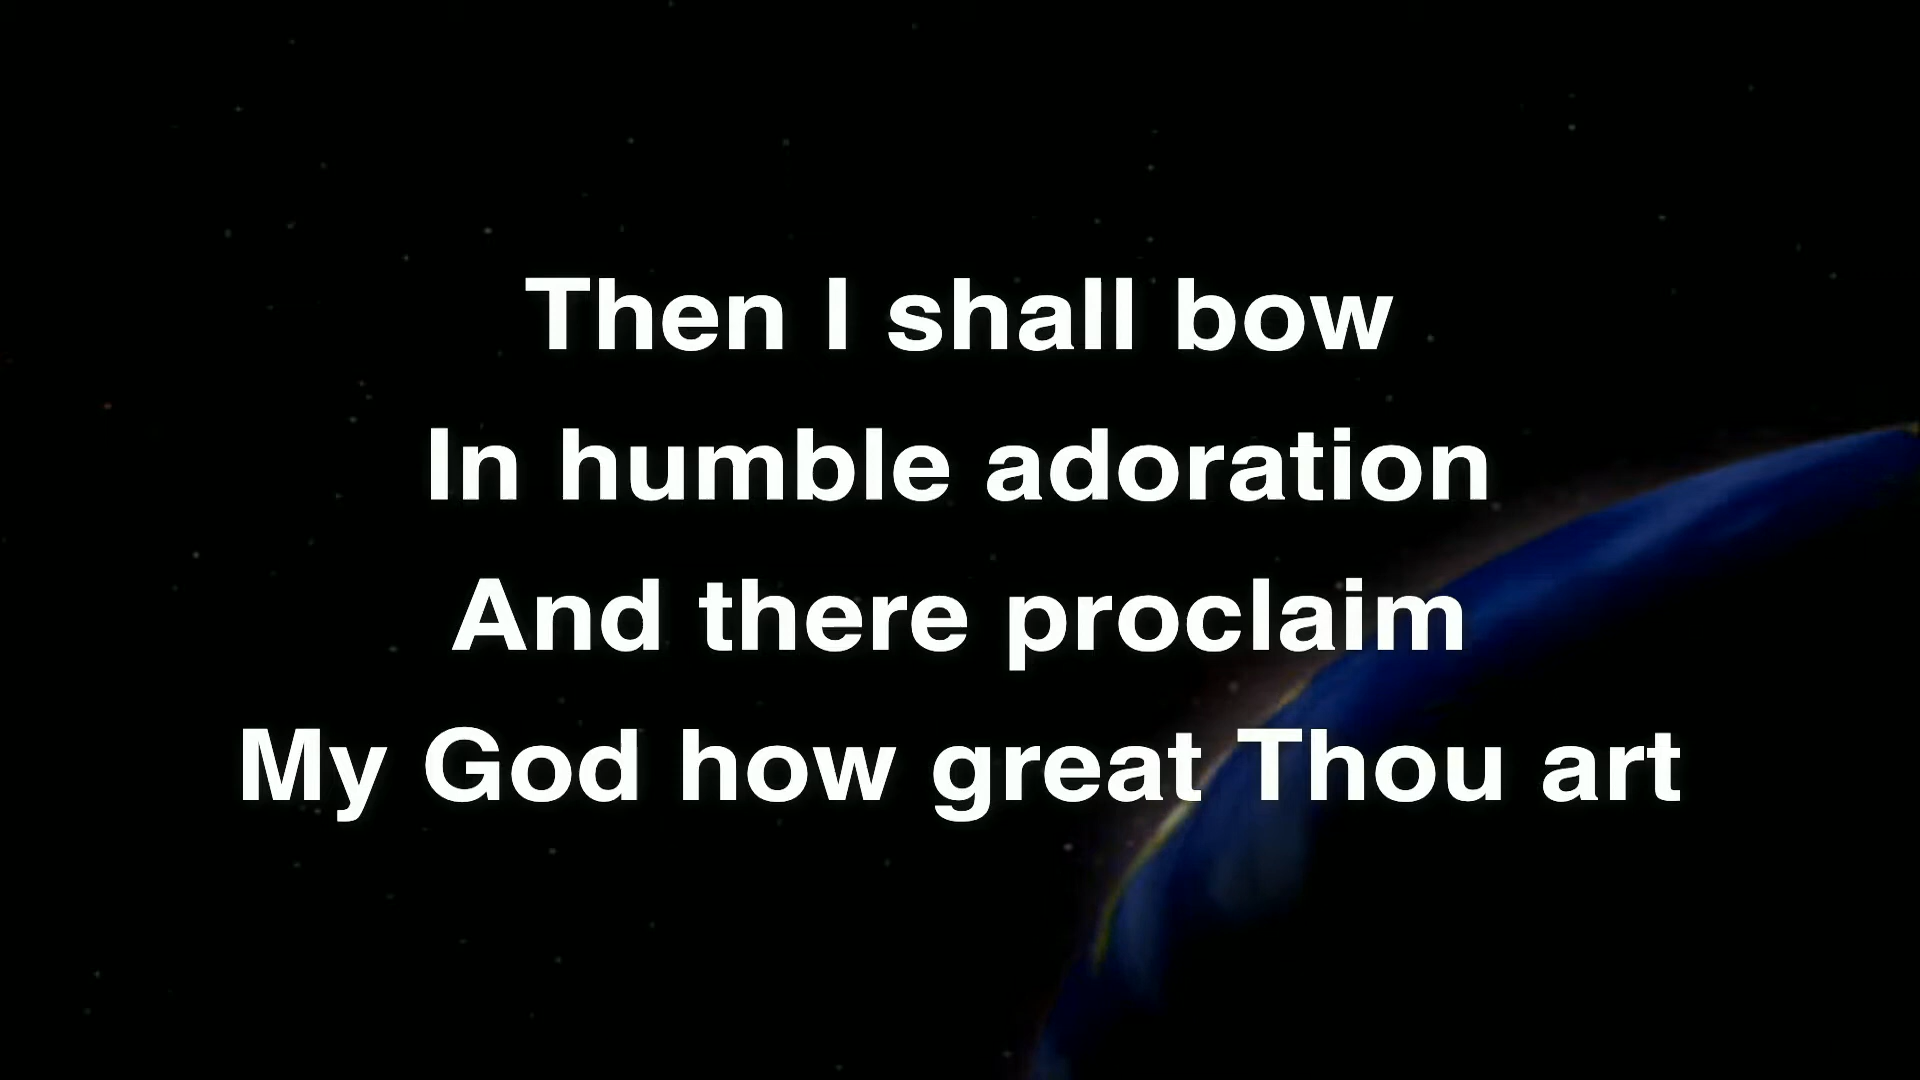 Then I shall bow
In humble adoration
And there proclaim
My God how great Thou art